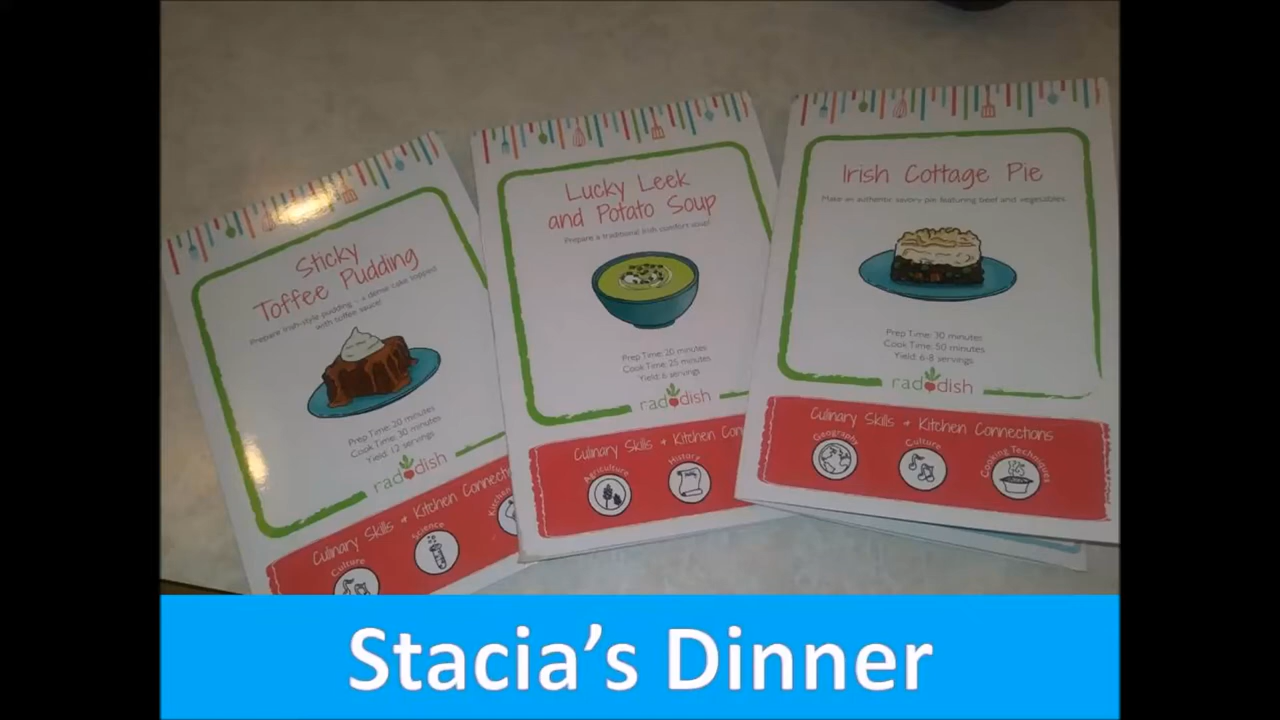 Sticky
Toffee Pudding
Prepare Irish-style pudding - a dense cake topped
with toffee sauce!
Prep Time: 20 minutes
Cook Time: 30 minutes
Yield: 12 servings
raddish
Culinary Skills + Kitchen Connect
Culture
Science
Kitchen
Lucky Leek
and Potato Soup
Prepare a traditional Irish comfort soup!
Prep Time: 20 minutes
Cook Time: 25 minutes
Yield: 6 servings
raddish
Culinary Skills + Kitchen Con
Agriculture
History
Irish Cottage Pie
Make an authentic savory pie featuring beef and vegetables.
Prep Time: 30 minutes
Cook Time: 50 minutes
Yield: 6-8 servings
raddish
Culinary Skills + Kitchen Connections
Geography
Culture
Cooking Techniques
Stacia's Dinner